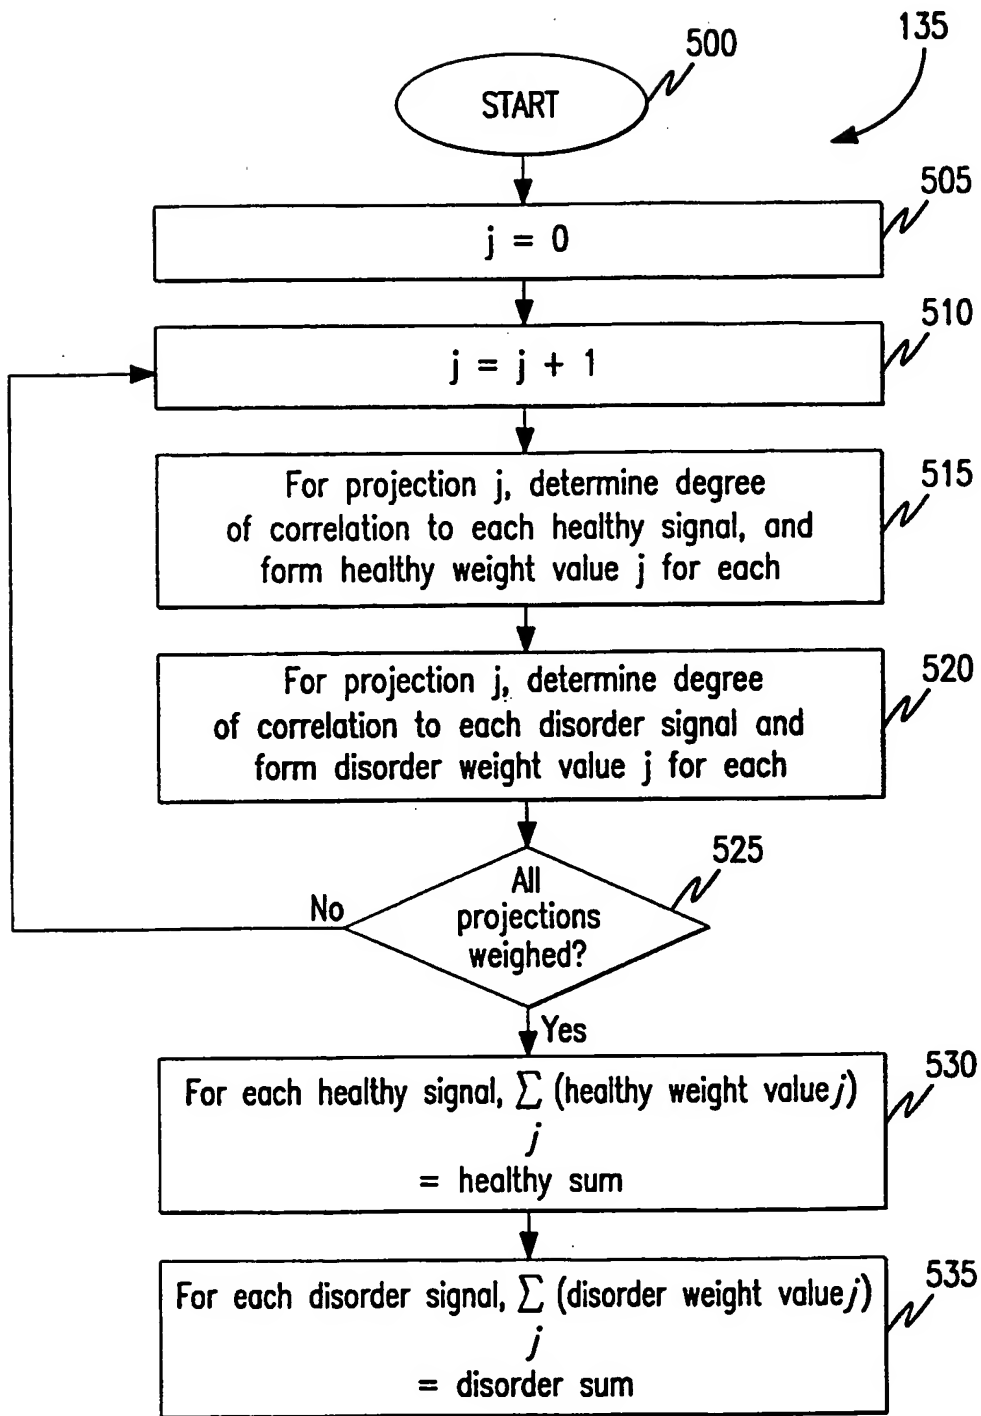 135
500
START
505
j = 0
510
j = j + 1
515
For projection j, determine degree
of correlation to each healthy signal, and
form healthy weight value j for each
520
For projection j, determine degree
of correlation to each disorder signal and
form disorder weight value j for each
525
All
projections
weighed?
No
Yes
530
For each healthy signal, ∑ (healthy weight value j)
j
= healthy sum
535
For each disorder signal, ∑ (disorder weight value j)
j
= disorder sum